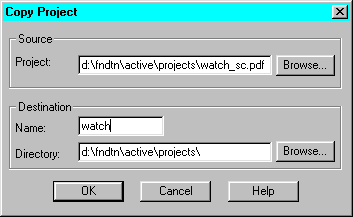 Copy Project
Source
Project: d:\fndtn\active\projects\watch_sc.pdf Browse...
Destination
Name: watch
Directory: d:\fndtn\active\projects\ Browse...
OK Cancel Help